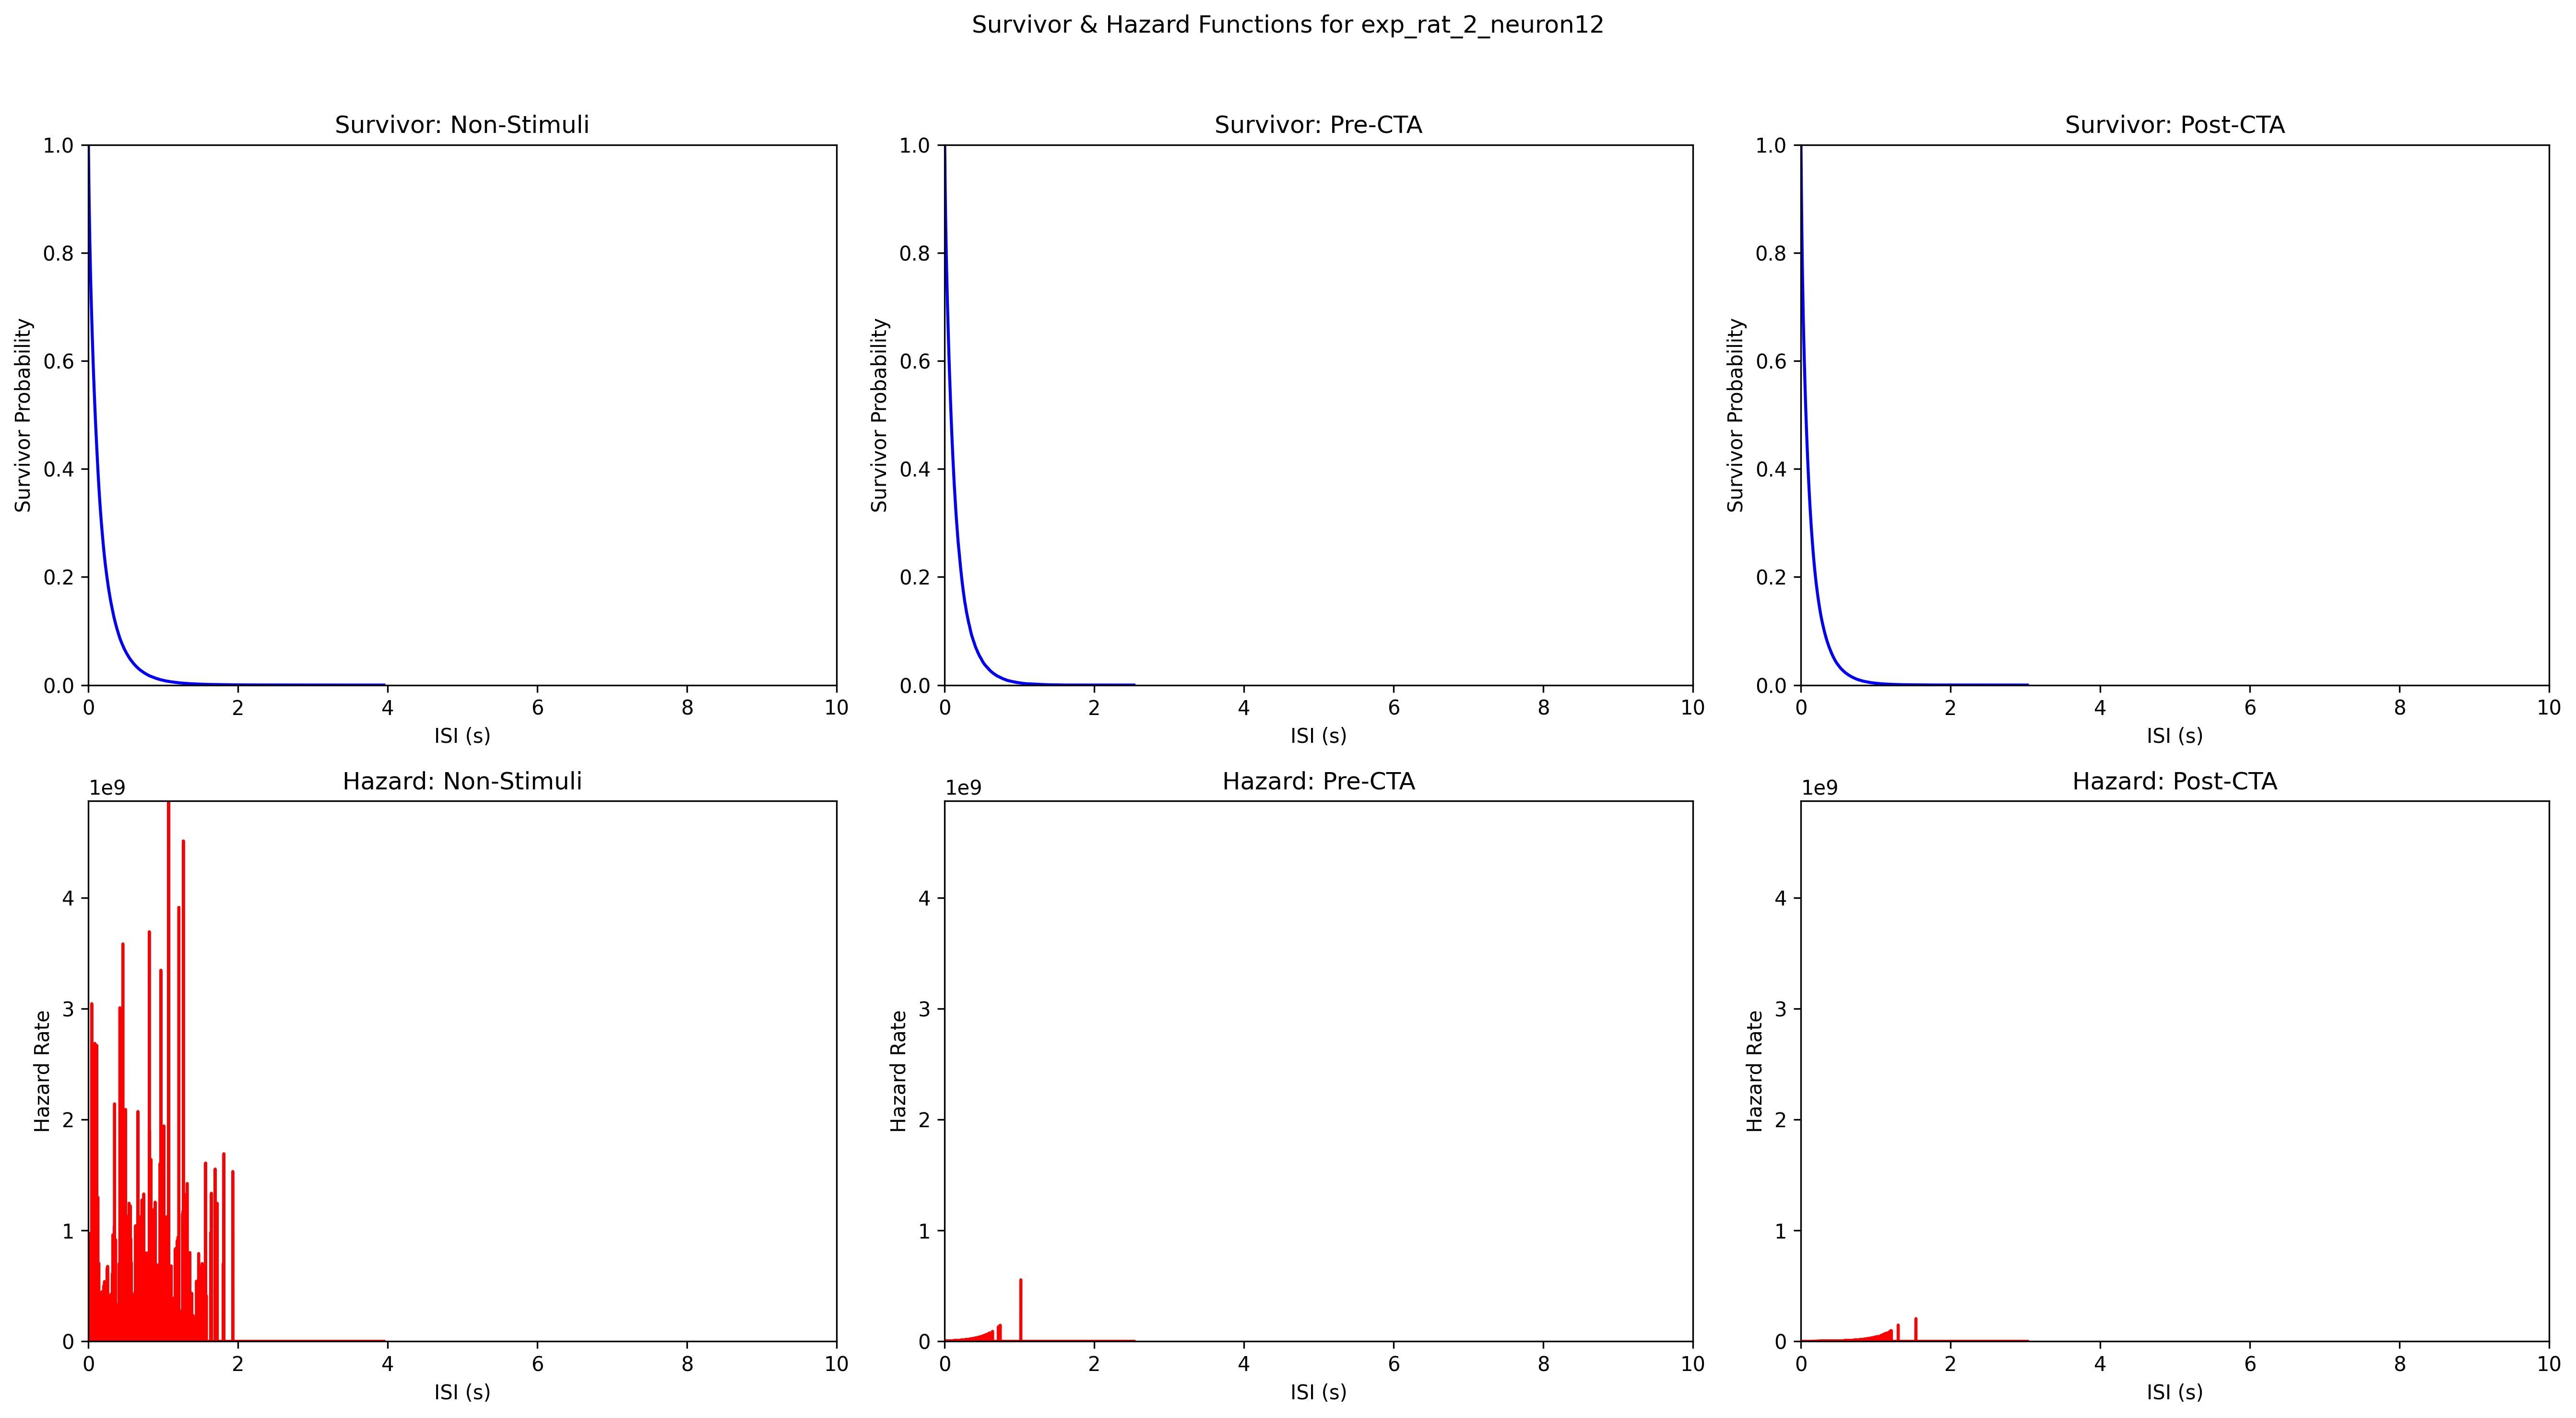 Survivor & Hazard Functions for exp_rat_2_neuron12
Survivor: Non-Stimuli
Survivor: Pre-CTA
Survivor: Post-CTA
1.0
0.8
0.6
0.4
0.2
0.0
Survivor Probability
0 2 4 6 8 10
ISI (s)
1.0
0.8
0.6
0.4
0.2
0.0
Survivor Probability
0 2 4 6 8 10
ISI (s)
1.0
0.8
0.6
0.4
0.2
0.0
Survivor Probability
0 2 4 6 8 10
ISI (s)
Hazard: Non-Stimuli
1e9
4
3
2
1
0
Hazard Rate
0 2 4 6 8 10
ISI (s)
Hazard: Pre-CTA
1e9
4
3
2
1
0
Hazard Rate
0 2 4 6 8 10
ISI (s)
Hazard: Post-CTA
1e9
4
3
2
1
0
Hazard Rate
0 2 4 6 8 10
ISI (s)